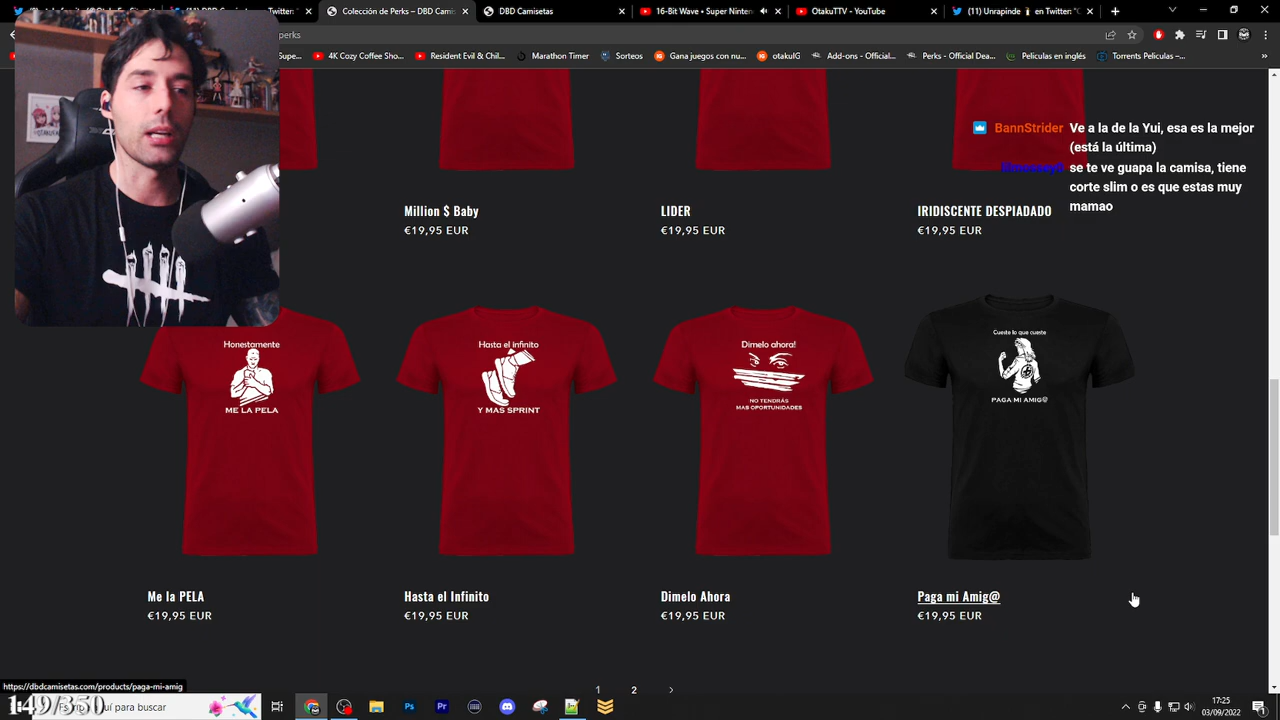 Colección de Perks – DBD Cami
DBD Camisetas
16-Bit Wave • Super Ninten
OtakuTTV - YouTube
(11) Unrapinde
en Twitter: "C
perks
4K Cozy Coffee Sho...
Resident Evil & Chil...
Marathon Timer
Sorteos
Gana juegos con nu...
otakuIG
Add-ons - Official...
Perks - Official Dea...
Peliculas en inglés
Torrents Peliculas –...
BannStrider Ve a la de la Yui, esa es la mejor
(está la última)
se te ve guapa la camisa, tiene
corte slim o es que estas muy
mamao
Million $ Baby
LIDER
IRIDISCENTE DESPIADADO
€19,95 EUR
€19,95 EUR
€19,95 EUR
Honestamente
ME LA PELA
Hasta el infinito
Y MAS SPRINT
Dimelo ahora!
NO TENDRÁS
MAS OPORTUNIDADES
Cueste lo que cueste
PAGA MI AMIG@
Me la PELA
Hasta el Infinito
Dimelo Ahora
Paga mi Amig@
€19,95 EUR
€19,95 EUR
€19,95 EUR
€19,95 EUR
1 2
https://dbdcamisetas.com/products/paga-mi-amig
149/350
quí para buscar
17:25
03/09/2022